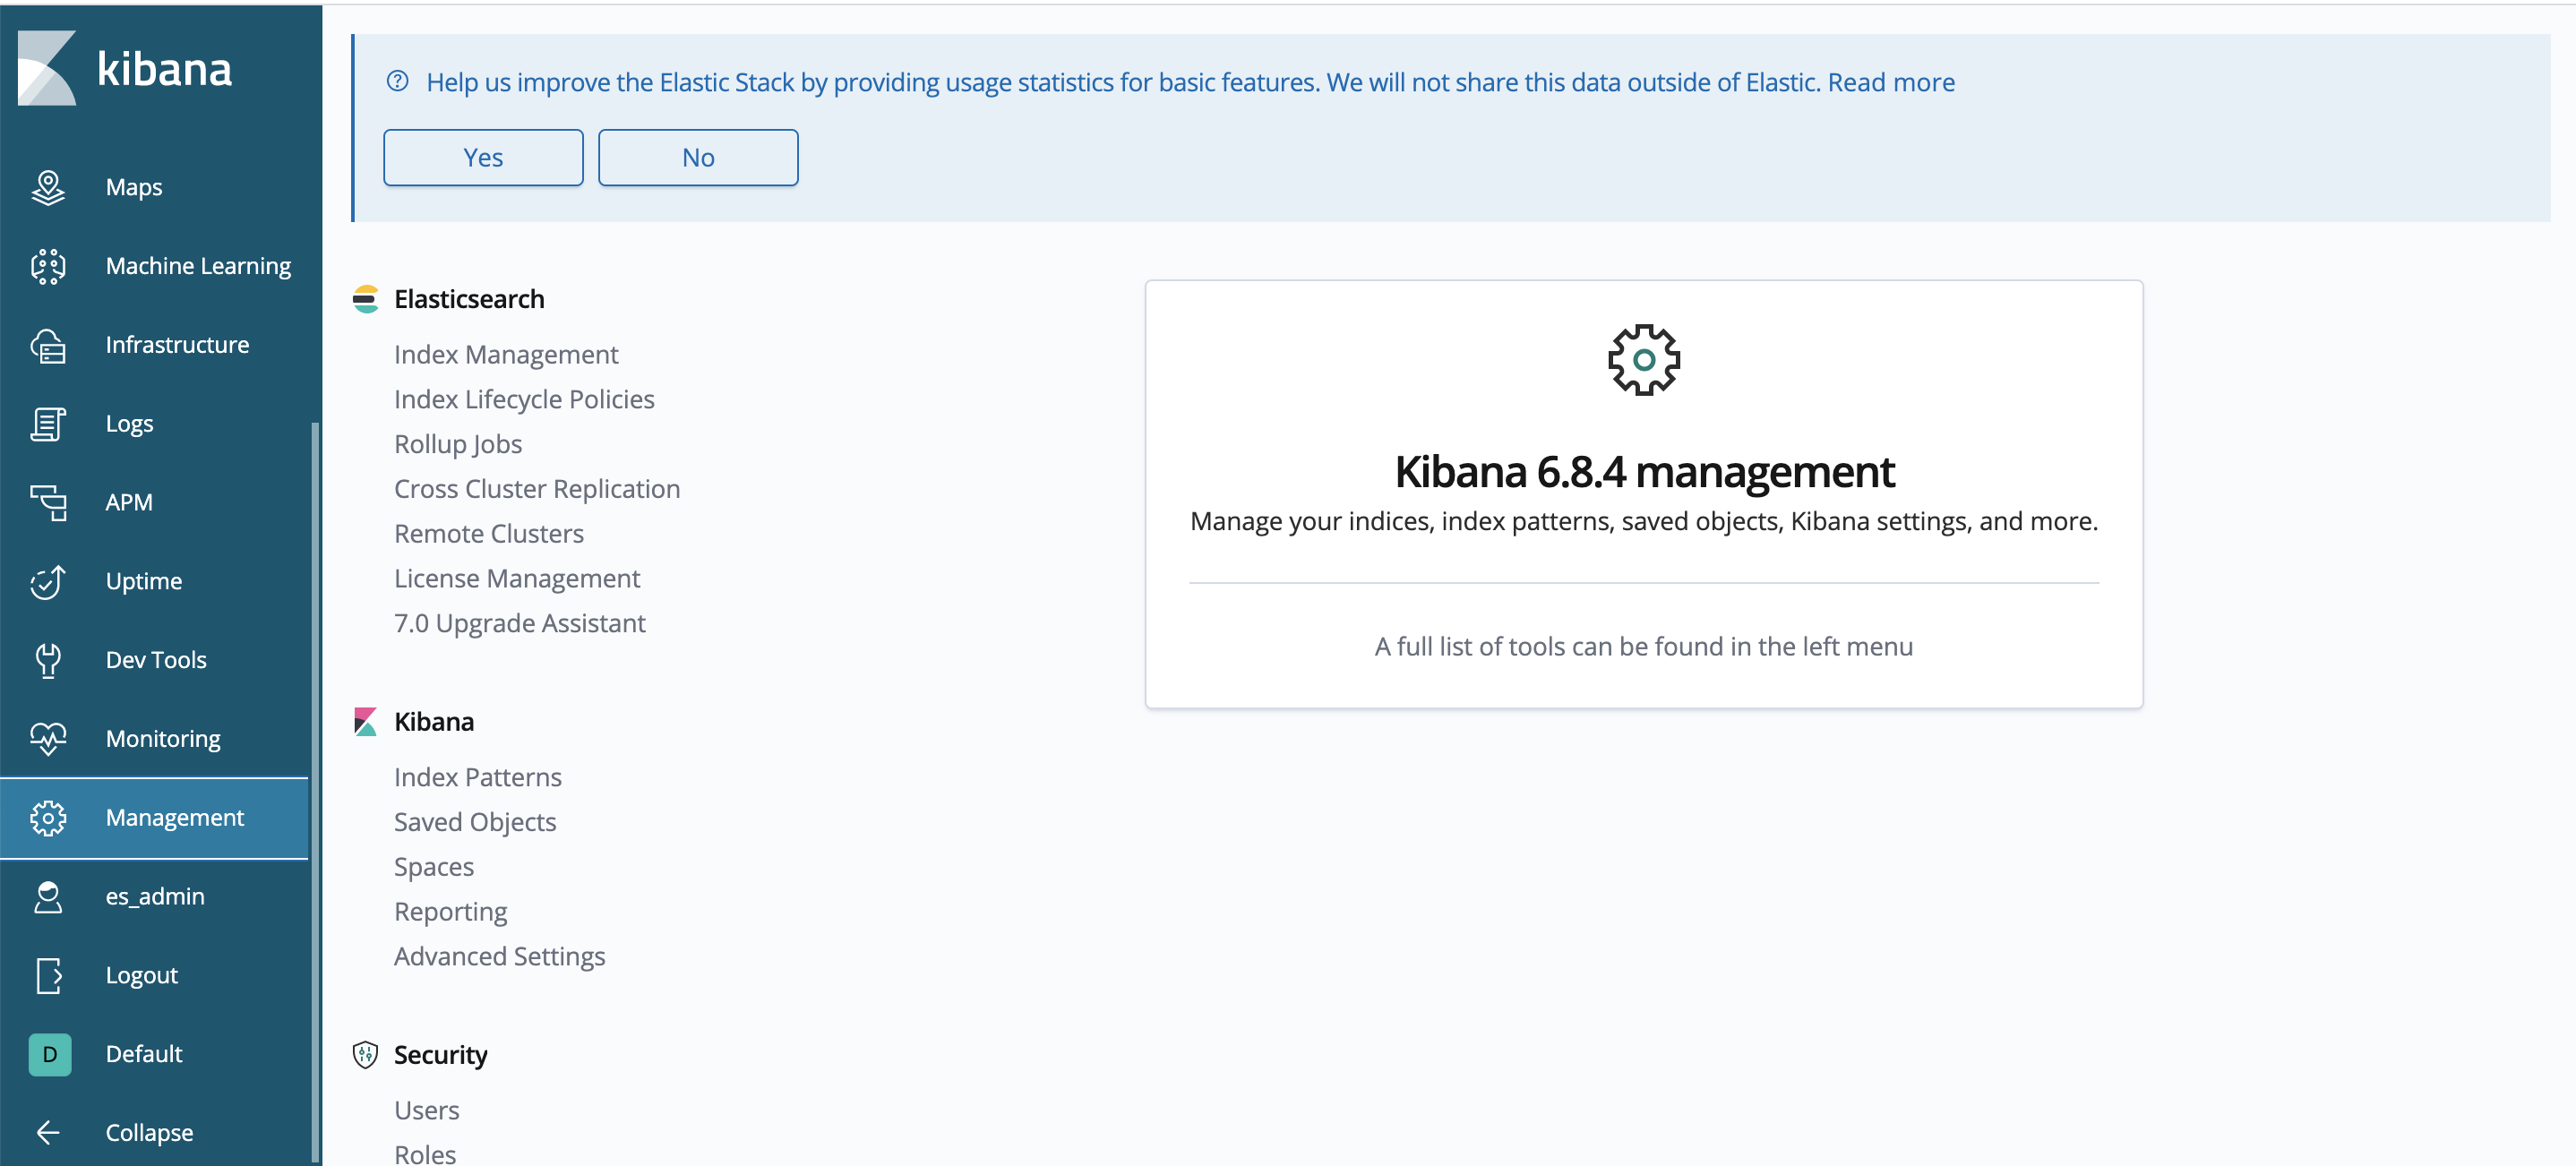 kibana
Maps
Machine Learning
Infrastructure
Logs
APM
Uptime
Dev Tools
Monitoring
Management
es_admin
Logout
D Default
Collapse
Help us improve the Elastic Stack by providing usage statistics for basic features. We will not share this data outside of Elastic. Read more
Yes No
Elasticsearch
Index Management
Index Lifecycle Policies
Rollup Jobs
Cross Cluster Replication
Remote Clusters
License Management
7.0 Upgrade Assistant
Kibana
Index Patterns
Saved Objects
Spaces
Reporting
Advanced Settings
Security
Users
Roles
Kibana 6.8.4 management
Manage your indices, index patterns, saved objects, Kibana settings, and more.
A full list of tools can be found in the left menu